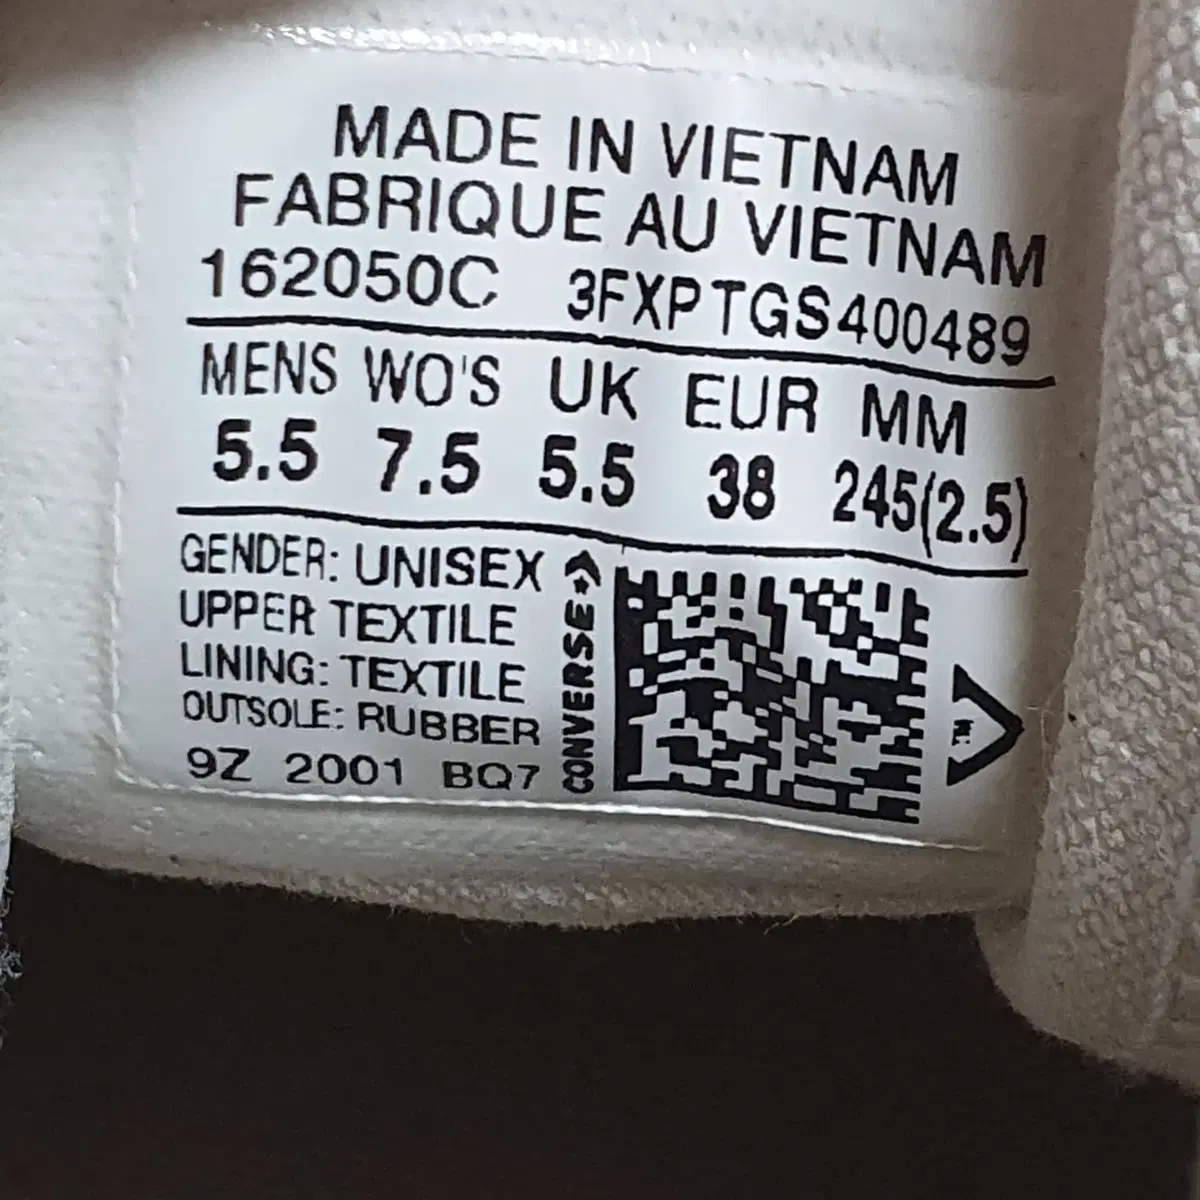 MADE IN VIETNAM
FABRIQUE AU VIETNAM
162050C 3FXPTGS400489
MENS WO'S UK EUR MM
5.5 7.5 5.5 38 245(2.5)
GENDER: UNISEX
UPPER TEXTILE
LINING: TEXTILE
OUTSOLE: RUBBER
9Z 2001 BQ7
CONVERSE